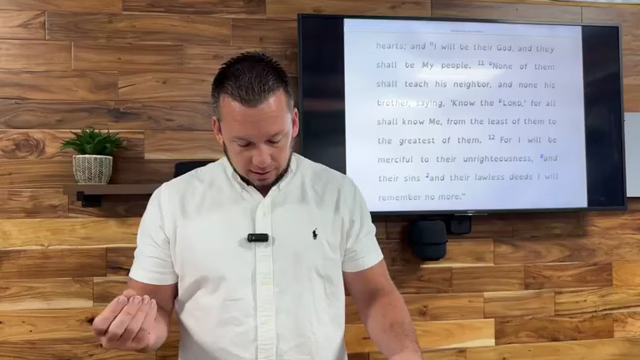 hearts; and I will be their God, and they
shall be My people. 11 None of them
shall teach his neighbor, and none his
brother, saying, 'Know the LORD,' for all
shall know Me, from the least of them to
the greatest of them. 12 For I will be
merciful to their unrighteousness, and
their sins and their lawless deeds I will
remember no more."